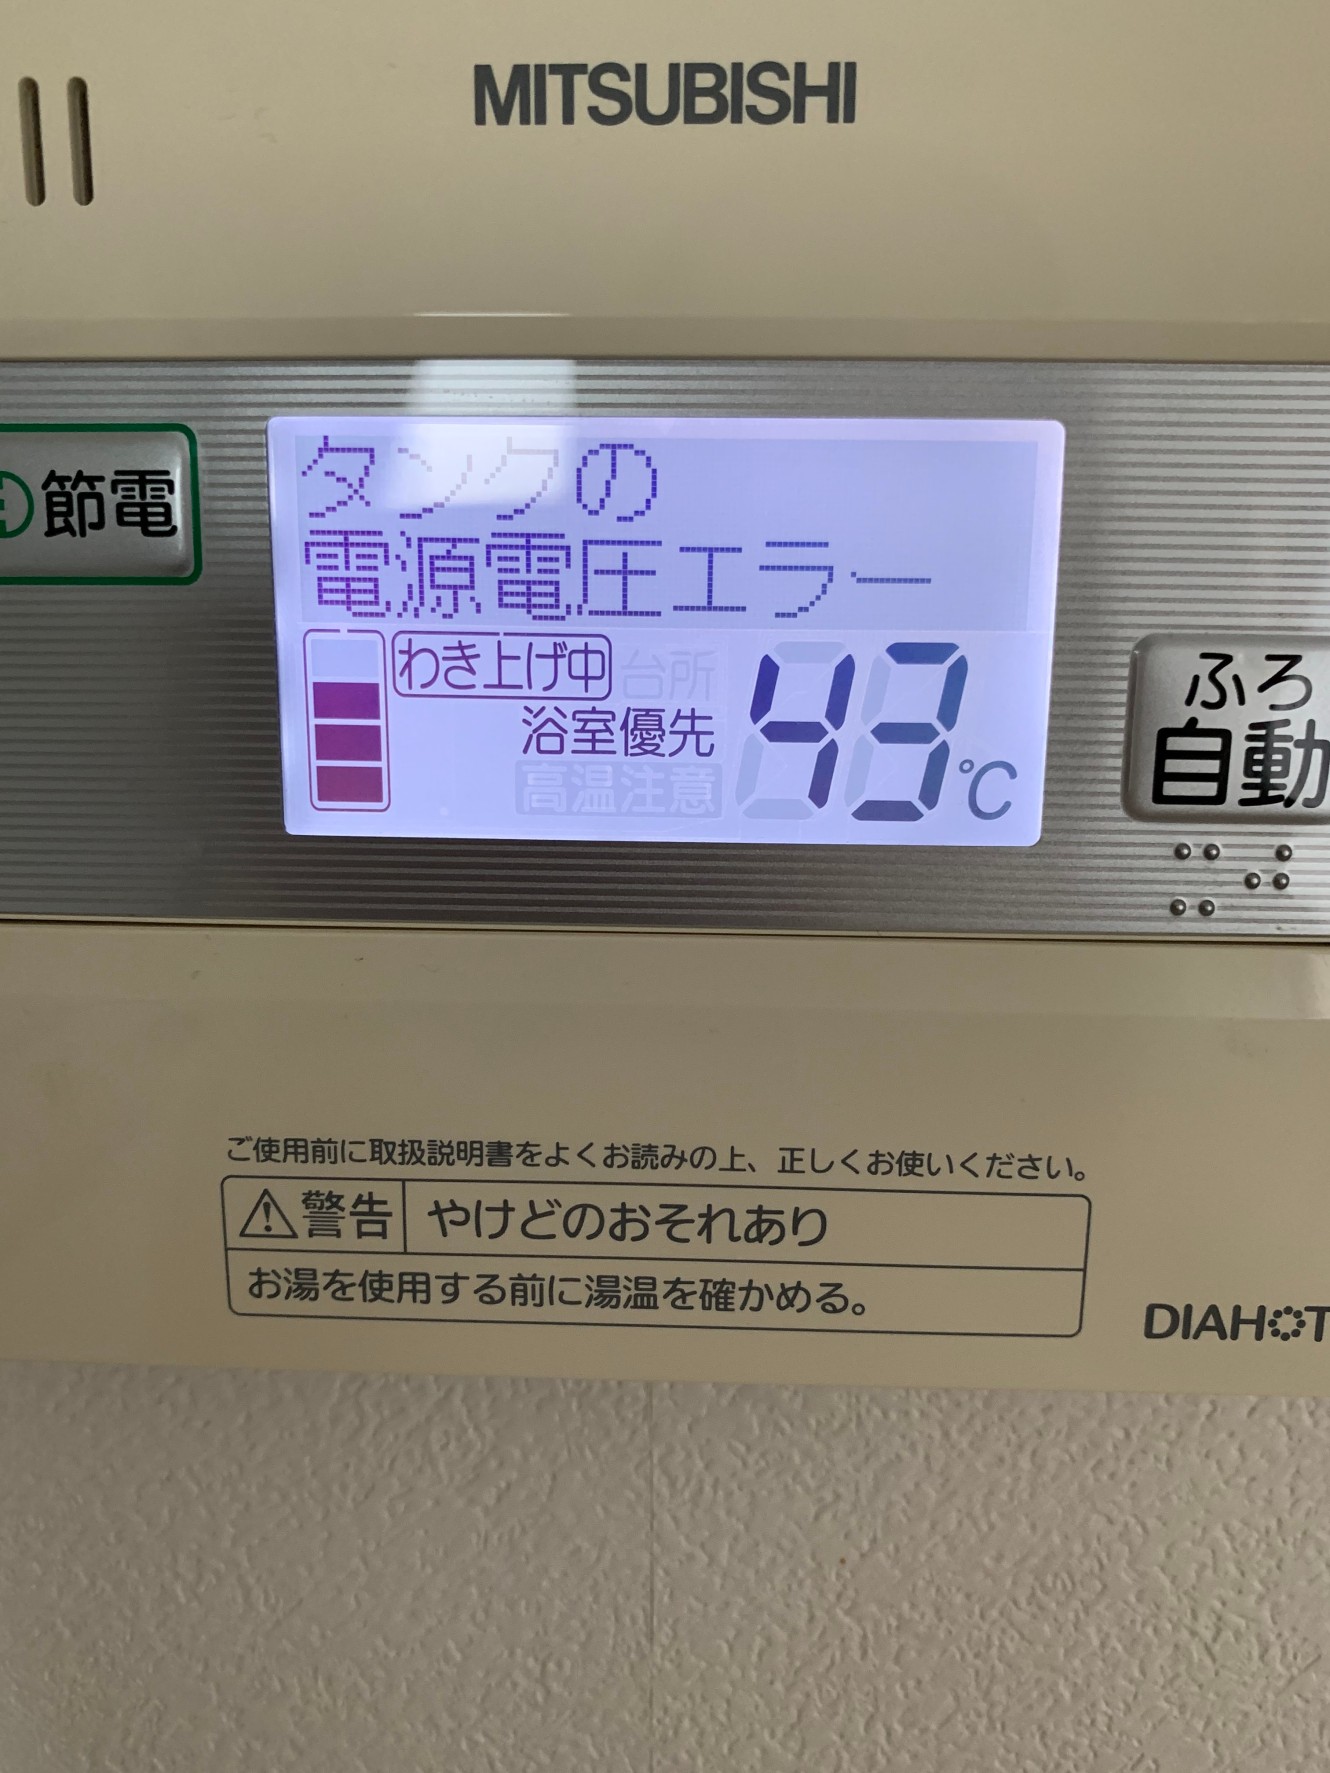 MITSUBISHI
節電
タンクの
電源電圧エラー
わき上げ中
台所
浴室優先
高温注意
43℃
ふろ
自動
ご使用前に取扱説明書をよくお読みの上、正しくお使いください。
警告
やけどのおそれあり
お湯を使用する前に湯温を確かめる。
DIAHOT